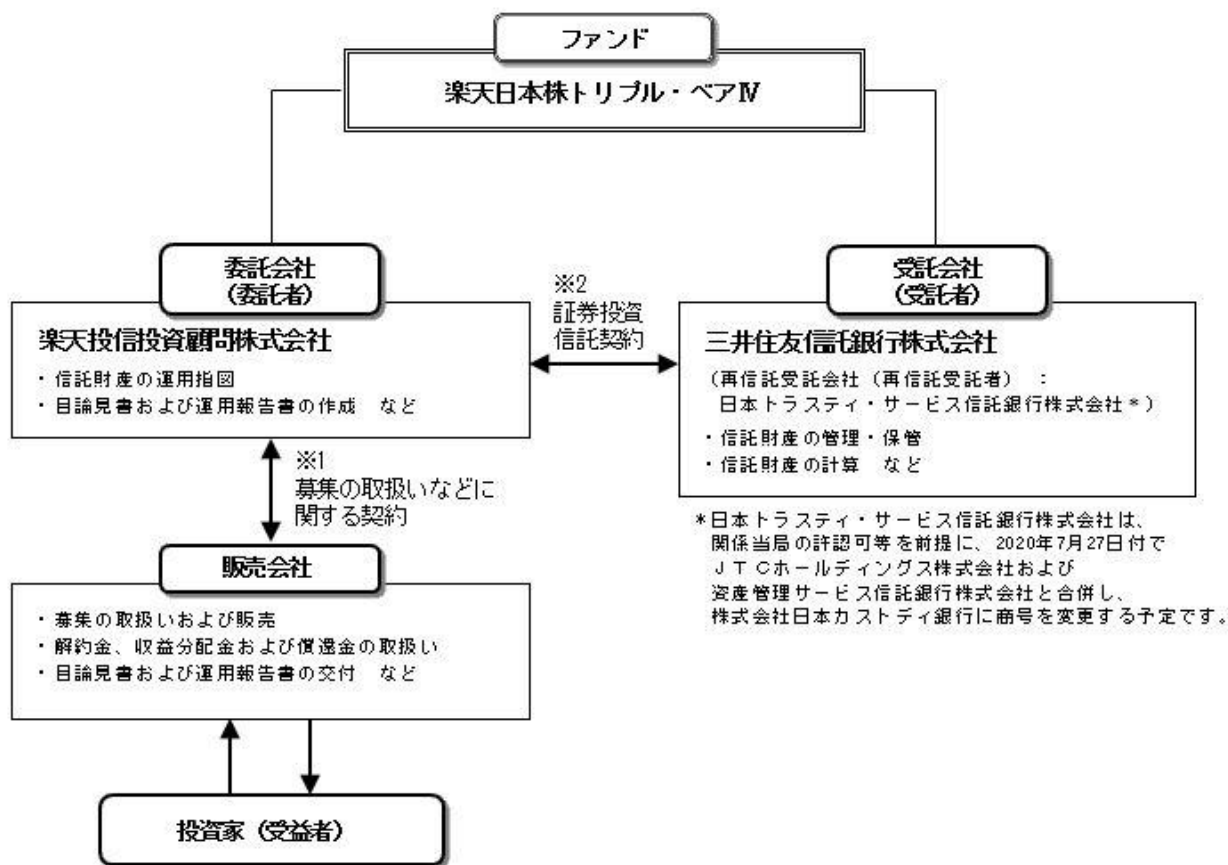 ファンド
楽天日本株トリプル・ベアⅣ
委託会社
(委託者)
楽天投信投資顧問株式会社
・信託財産の運用指図
・目論見書および運用報告書の作成 など
※2
証券投資
信託契約
受託会社
(受託者)
三井住友信託銀行株式会社
(再信託受託会社(再信託受託者) :
日本トラスティ・サービス信託銀行株式会社*)
・信託財産の管理・保管
・信託財産の計算 など
※1
募集の取扱いなどに
関する契約
*日本トラスティ・サービス信託銀行株式会社は、
関係当局の許認可等を前提に、2020年7月27日付で
JTCホールディングス株式会社および
資産管理サービス信託銀行株式会社と合併し、
株式会社日本カストディ銀行に商号を変更する予定です。
販売会社
・募集の取扱いおよび販売
・解約金、収益分配金および償還金の取扱い
・目論見書および運用報告書の交付 など
投資家(受益者)